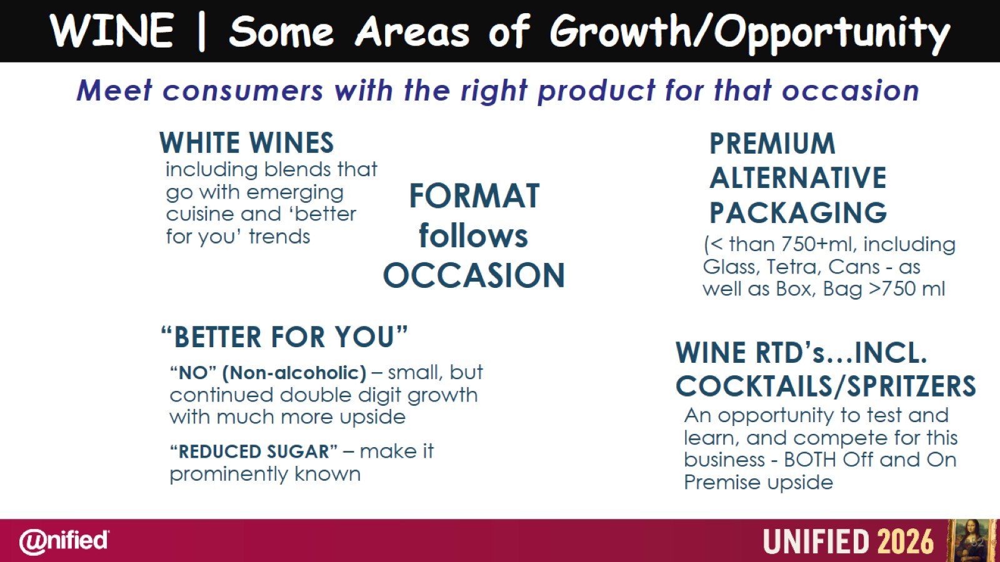 WINE | Some Areas of Growth/Opportunity
Meet consumers with the right product for that occasion
WHITE WINES
including blends that
go with emerging
cuisine and ‘better
for you’ trends
FORMAT
follows
OCCASION
PREMIUM
ALTERNATIVE
PACKAGING
(< than 750+ml, including
Glass, Tetra, Cans - as
well as Box, Bag >750 ml
“BETTER FOR YOU”
“NO” (Non-alcoholic) – small, but
continued double digit growth
with much more upside
“REDUCED SUGAR” – make it
prominently known
WINE RTD’s...INCL.
COCKTAILS/SPRITZERS
An opportunity to test and
learn, and compete for this
business - BOTH Off and On
Premise upside
unified
UNIFIED 2026
52